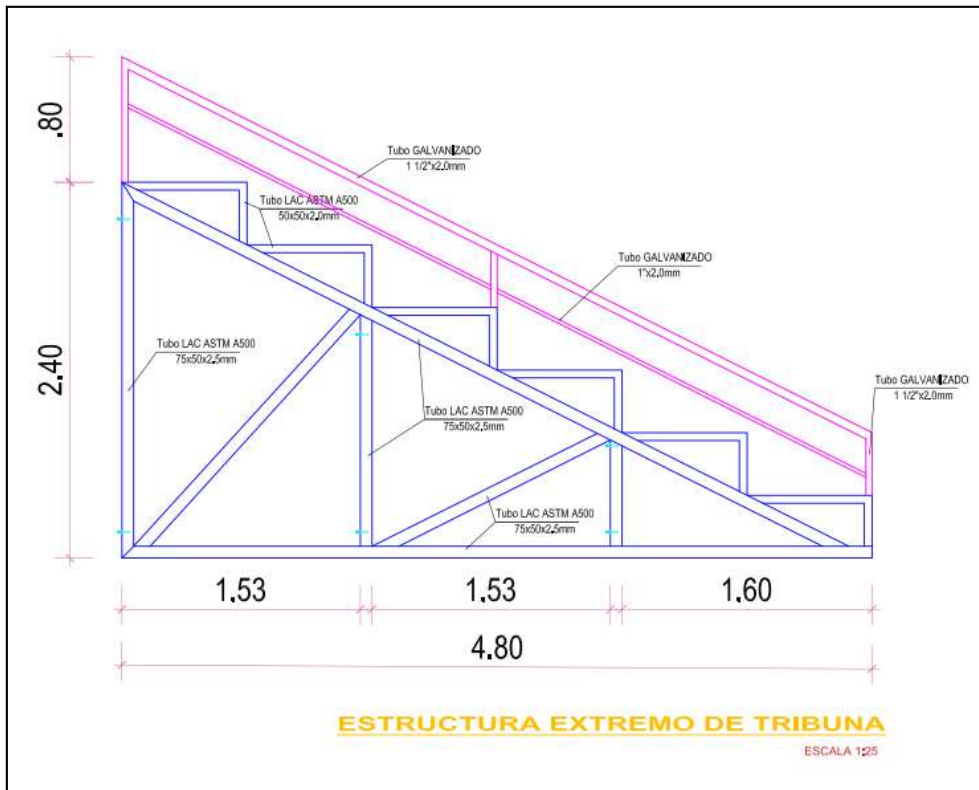 .80
Tubo GALVANIZADO
1 1/2"x2.0mm
Tubo LAC ASTM A500
50x50x2.0mm
Tubo GALVANIZADO
1"x2.0mm
2.40
Tubo LAC ASTM A500
75x50x2.5mm
Tubo GALVANIZADO
1 1/2"x2.0mm
Tubo LAC ASTM A500
75x50x2.5mm
Tubo LAC ASTM A500
75x50x2.5mm
1.53
1.53
1.60
4.80
ESTRUCTURA EXTREMO DE TRIBUNA
ESCALA 1:25